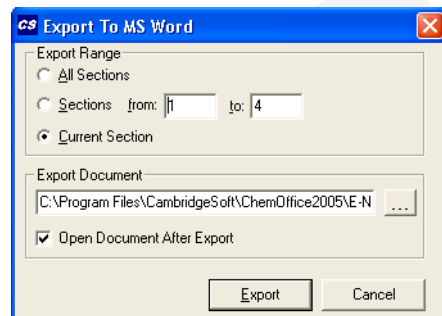 CS Export To MS Word
Export Range
All Sections
Sections from: 1 to: 4
Current Section
Export Document
C:\Program Files\CambridgeSoft\ChemOffice2005\E-N
...
Open Document After Export
Export Cancel